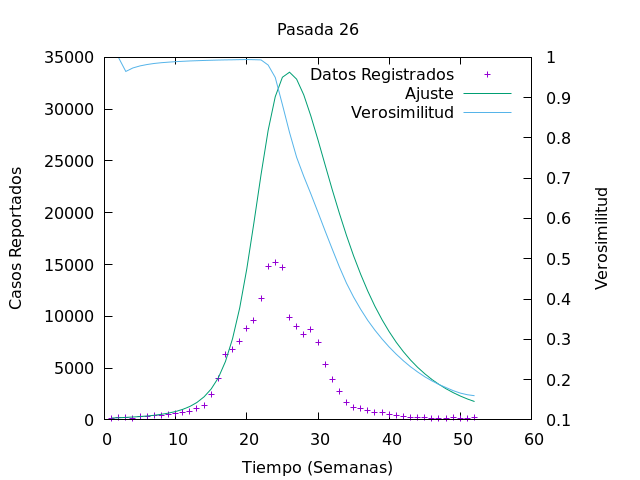 Pasada 26
Datos Registrados
Ajuste
Verosimilitud
Casos Reportados
35000
30000
25000
20000
15000
10000
5000
0
1
0.9
0.8
0.7
0.6
0.5
0.4
0.3
0.2
0.1
Verosimilitud
0 10 20 30 40 50 60
Tiempo (Semanas)